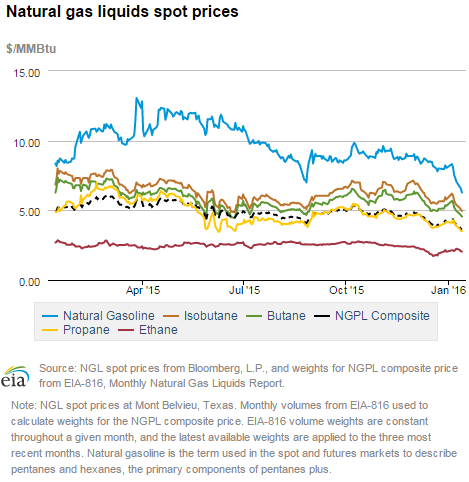 Natural gas liquids spot prices
$/MMBtu
15.00
10.00
5.00
0.00
Apr '15
Jul '15
Oct '15
Jan '16
Natural Gasoline
Isobutane
Butane
NGPL Composite
Propane
Ethane
eia
Source: NGL spot prices from Bloomberg, L.P., and weights for NGPL composite price
from EIA-816, Monthly Natural Gas Liquids Report.
Note: NGL spot prices at Mont Belvieu, Texas. Monthly volumes from EIA-816 used to
calculate weights for the NGPL composite price. EIA-816 volume weights are constant
throughout a given month, and the latest available weights are applied to the three most
recent months. Natural gasoline is the term used in the spot and futures markets to describe
pentanes and hexanes, the primary components of pentanes plus.